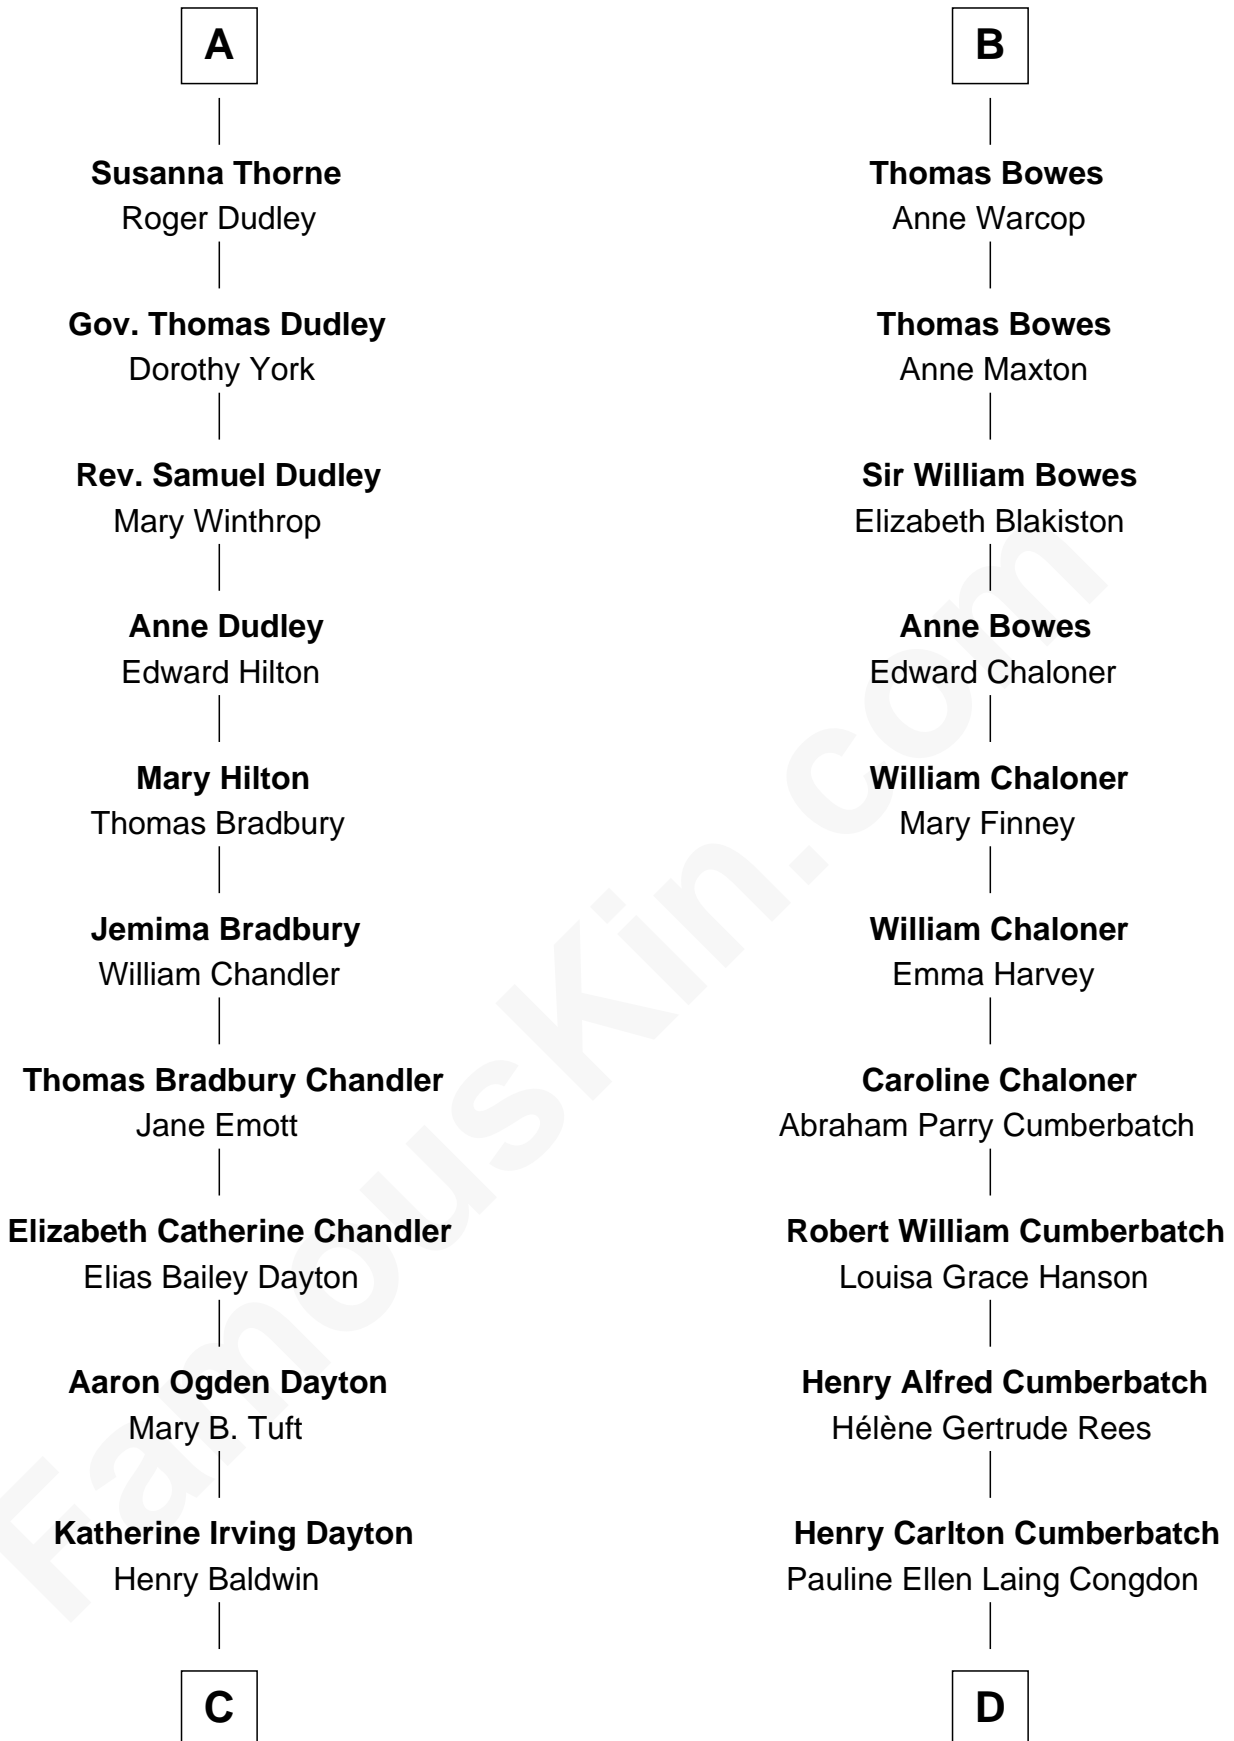 A
Susanna Thorne
Roger Dudley
Gov. Thomas Dudley
Dorothy York
Rev. Samuel Dudley
Mary Winthrop
Anne Dudley
Edward Hilton
Mary Hilton
Thomas Bradbury
Jemima Bradbury
William Chandler
Thomas Bradbury Chandler
Jane Emott
Elizabeth Catherine Chandler
Elias Bailey Dayton
Aaron Ogden Dayton
Mary B. Tuft
Katherine Irving Dayton
Henry Baldwin
C
B
Thomas Bowes
Anne Warcop
Thomas Bowes
Anne Maxton
Sir William Bowes
Elizabeth Blakiston
Anne Bowes
Edward Chaloner
William Chaloner
Mary Finney
William Chaloner
Emma Harvey
Caroline Chaloner
Abraham Parry Cumberbatch
Robert William Cumberbatch
Louisa Grace Hanson
Henry Alfred Cumberbatch
Hélène Gertrude Rees
Henry Carlton Cumberbatch
Pauline Ellen Laing Congdon
D
FamousKin.com